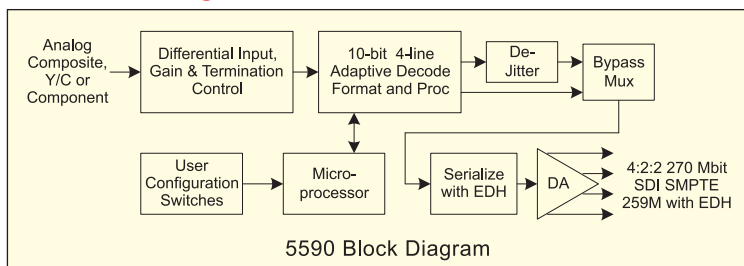 Analog
Composite,
Y/C or
Component
Differential Input,
Gain & Termination
Control
10-bit 4-line
Adaptive Decode
Format and Proc
De-
Jitter
Bypass
Mux
User
Configuration
Switches
Micro-
processor
Serialize
with EDH
DA
4:2:2 270 Mbit
SDI SMPTE
259M with EDH
5590 Block Diagram